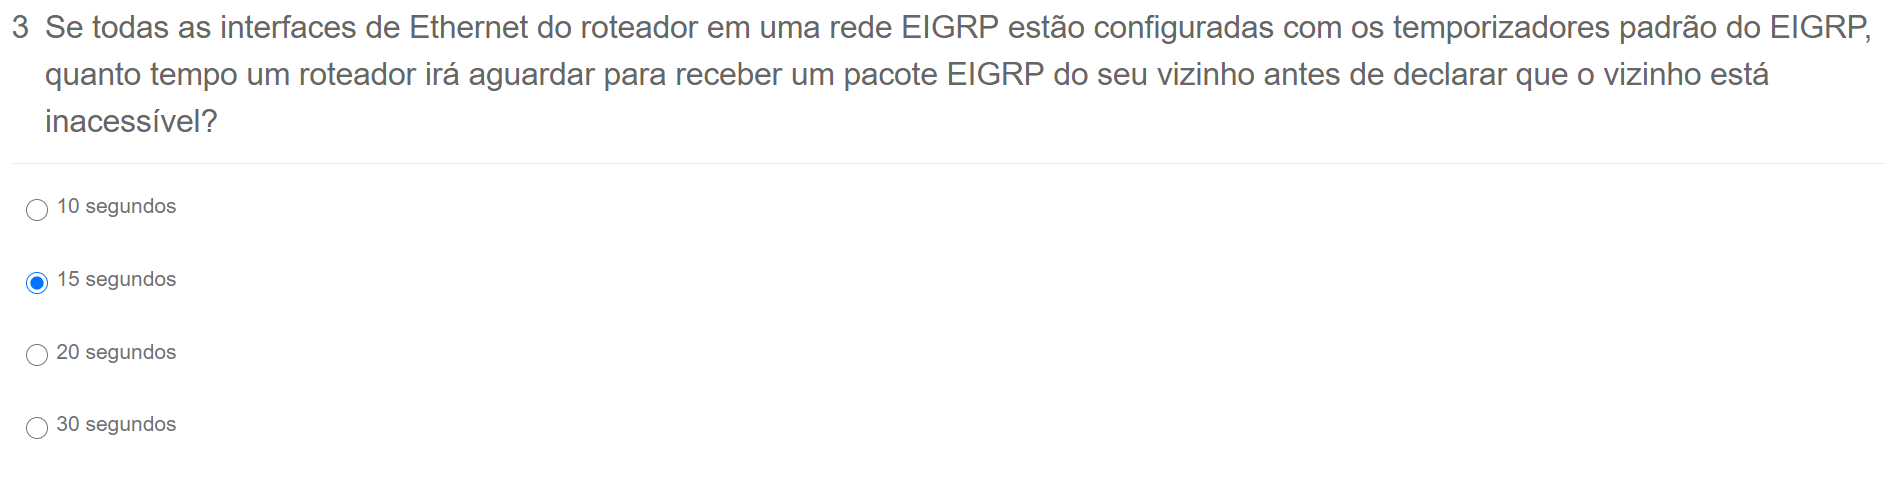 3 Se todas as interfaces de Ethernet do roteador em uma rede EIGRP estão configuradas com os temporizadores padrão do EIGRP,
quanto tempo um roteador irá aguardar para receber um pacote EIGRP do seu vizinho antes de declarar que o vizinho está
inacessível?
10 segundos
15 segundos
20 segundos
30 segundos